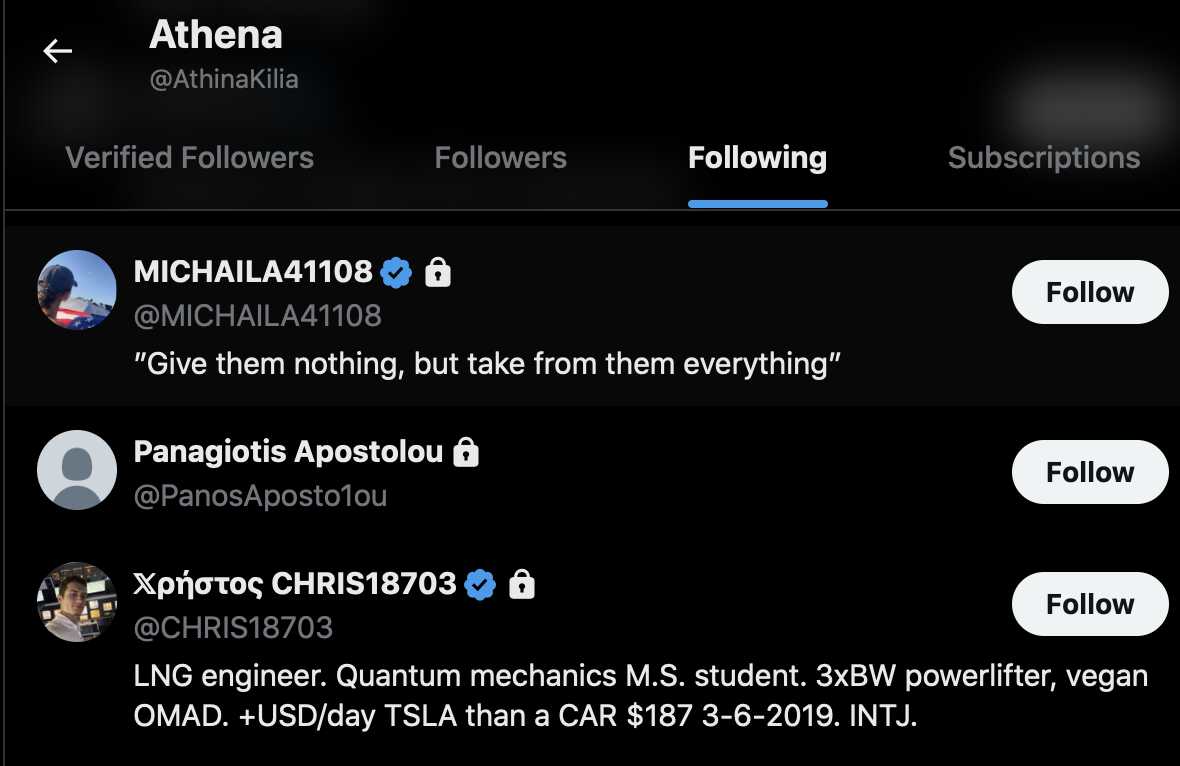 Athena
@AthinaKilia
Verified Followers
Followers
Following
Subscriptions
MICHAILA41108
@MICHAILA41108
Follow
"Give them nothing, but take from them everything"
Panagiotis Apostolou
@PanosAposto1ou
Follow
𝕏ρήστος CHRIS18703
@CHRIS18703
Follow
LNG engineer. Quantum mechanics M.S. student. 3xBW powerlifter, vegan
OMAD. +USD/day TSLA than a CAR $187 3-6-2019. INTJ.